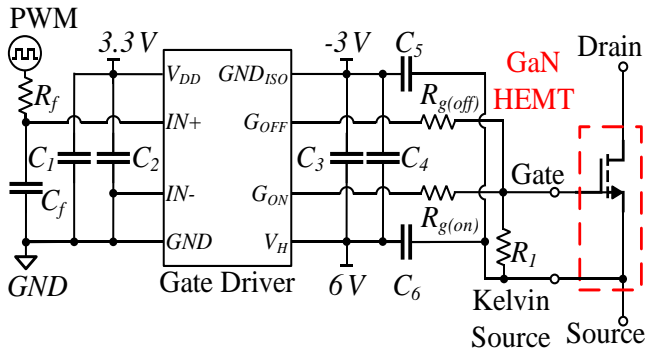 PWM
3.3 V
-3 V
C5
Drain
GaN
HEMT
Rf
VDD
GNDISO
Rg(off)
IN+
GOFF
C1
C2
C3
C4
Gate
Cf
IN-
GON
Rg(on)
R1
GND
VH
GND
Gate Driver
6 V
C6
Kelvin
Source
Source